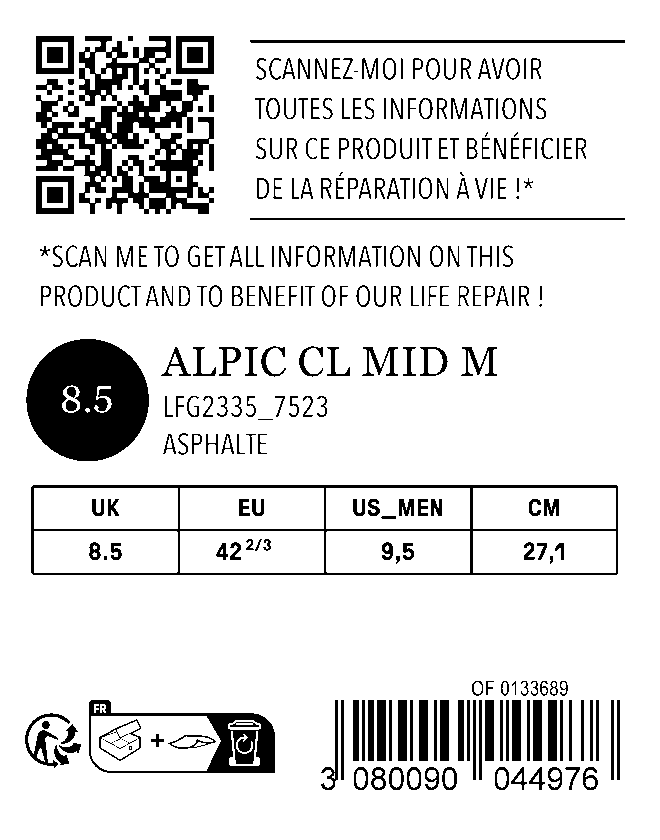 SCANNEZ-MOI POUR AVOIR
TOUTES LES INFORMATIONS
SUR CE PRODUIT ET BÉNÉFICIER
DE LA RÉPARATION À VIE !*
*SCAN ME TO GET ALL INFORMATION ON THIS
PRODUCT AND TO BENEFIT OF OUR LIFE REPAIR !
8.5
ALPIC CL MID M
LFG2335_7523
ASPHALTE
UK EU US_MEN CM
8.5 42 2/3 9,5 27,1
FR
OF 0133689
3 080090 044976